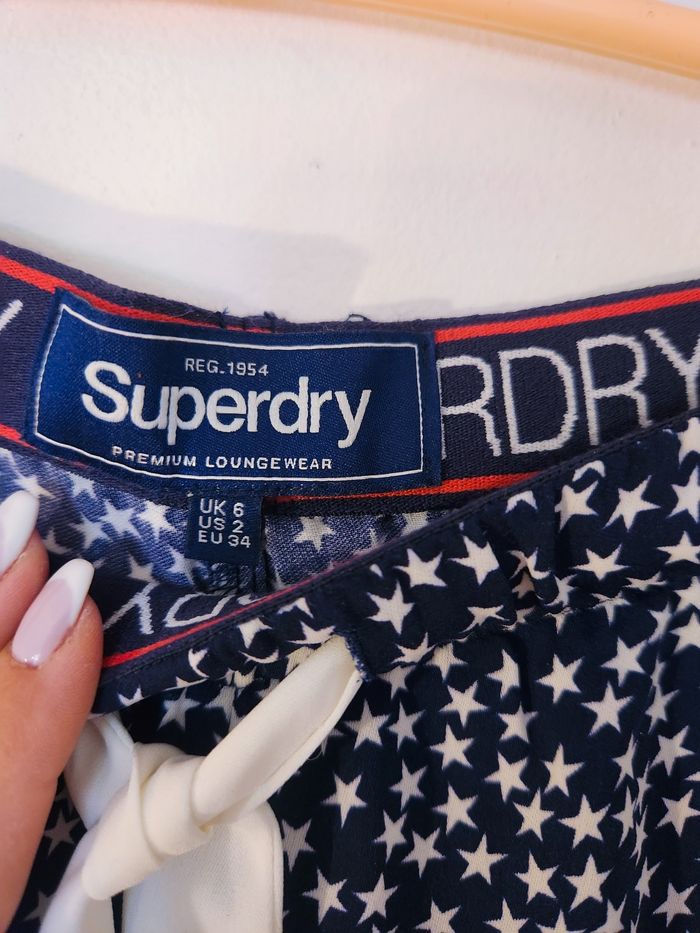 REG.1954
Superdry
PREMIUM LOUNGEWEAR
RDRY
UK 6
US 2
EU 34